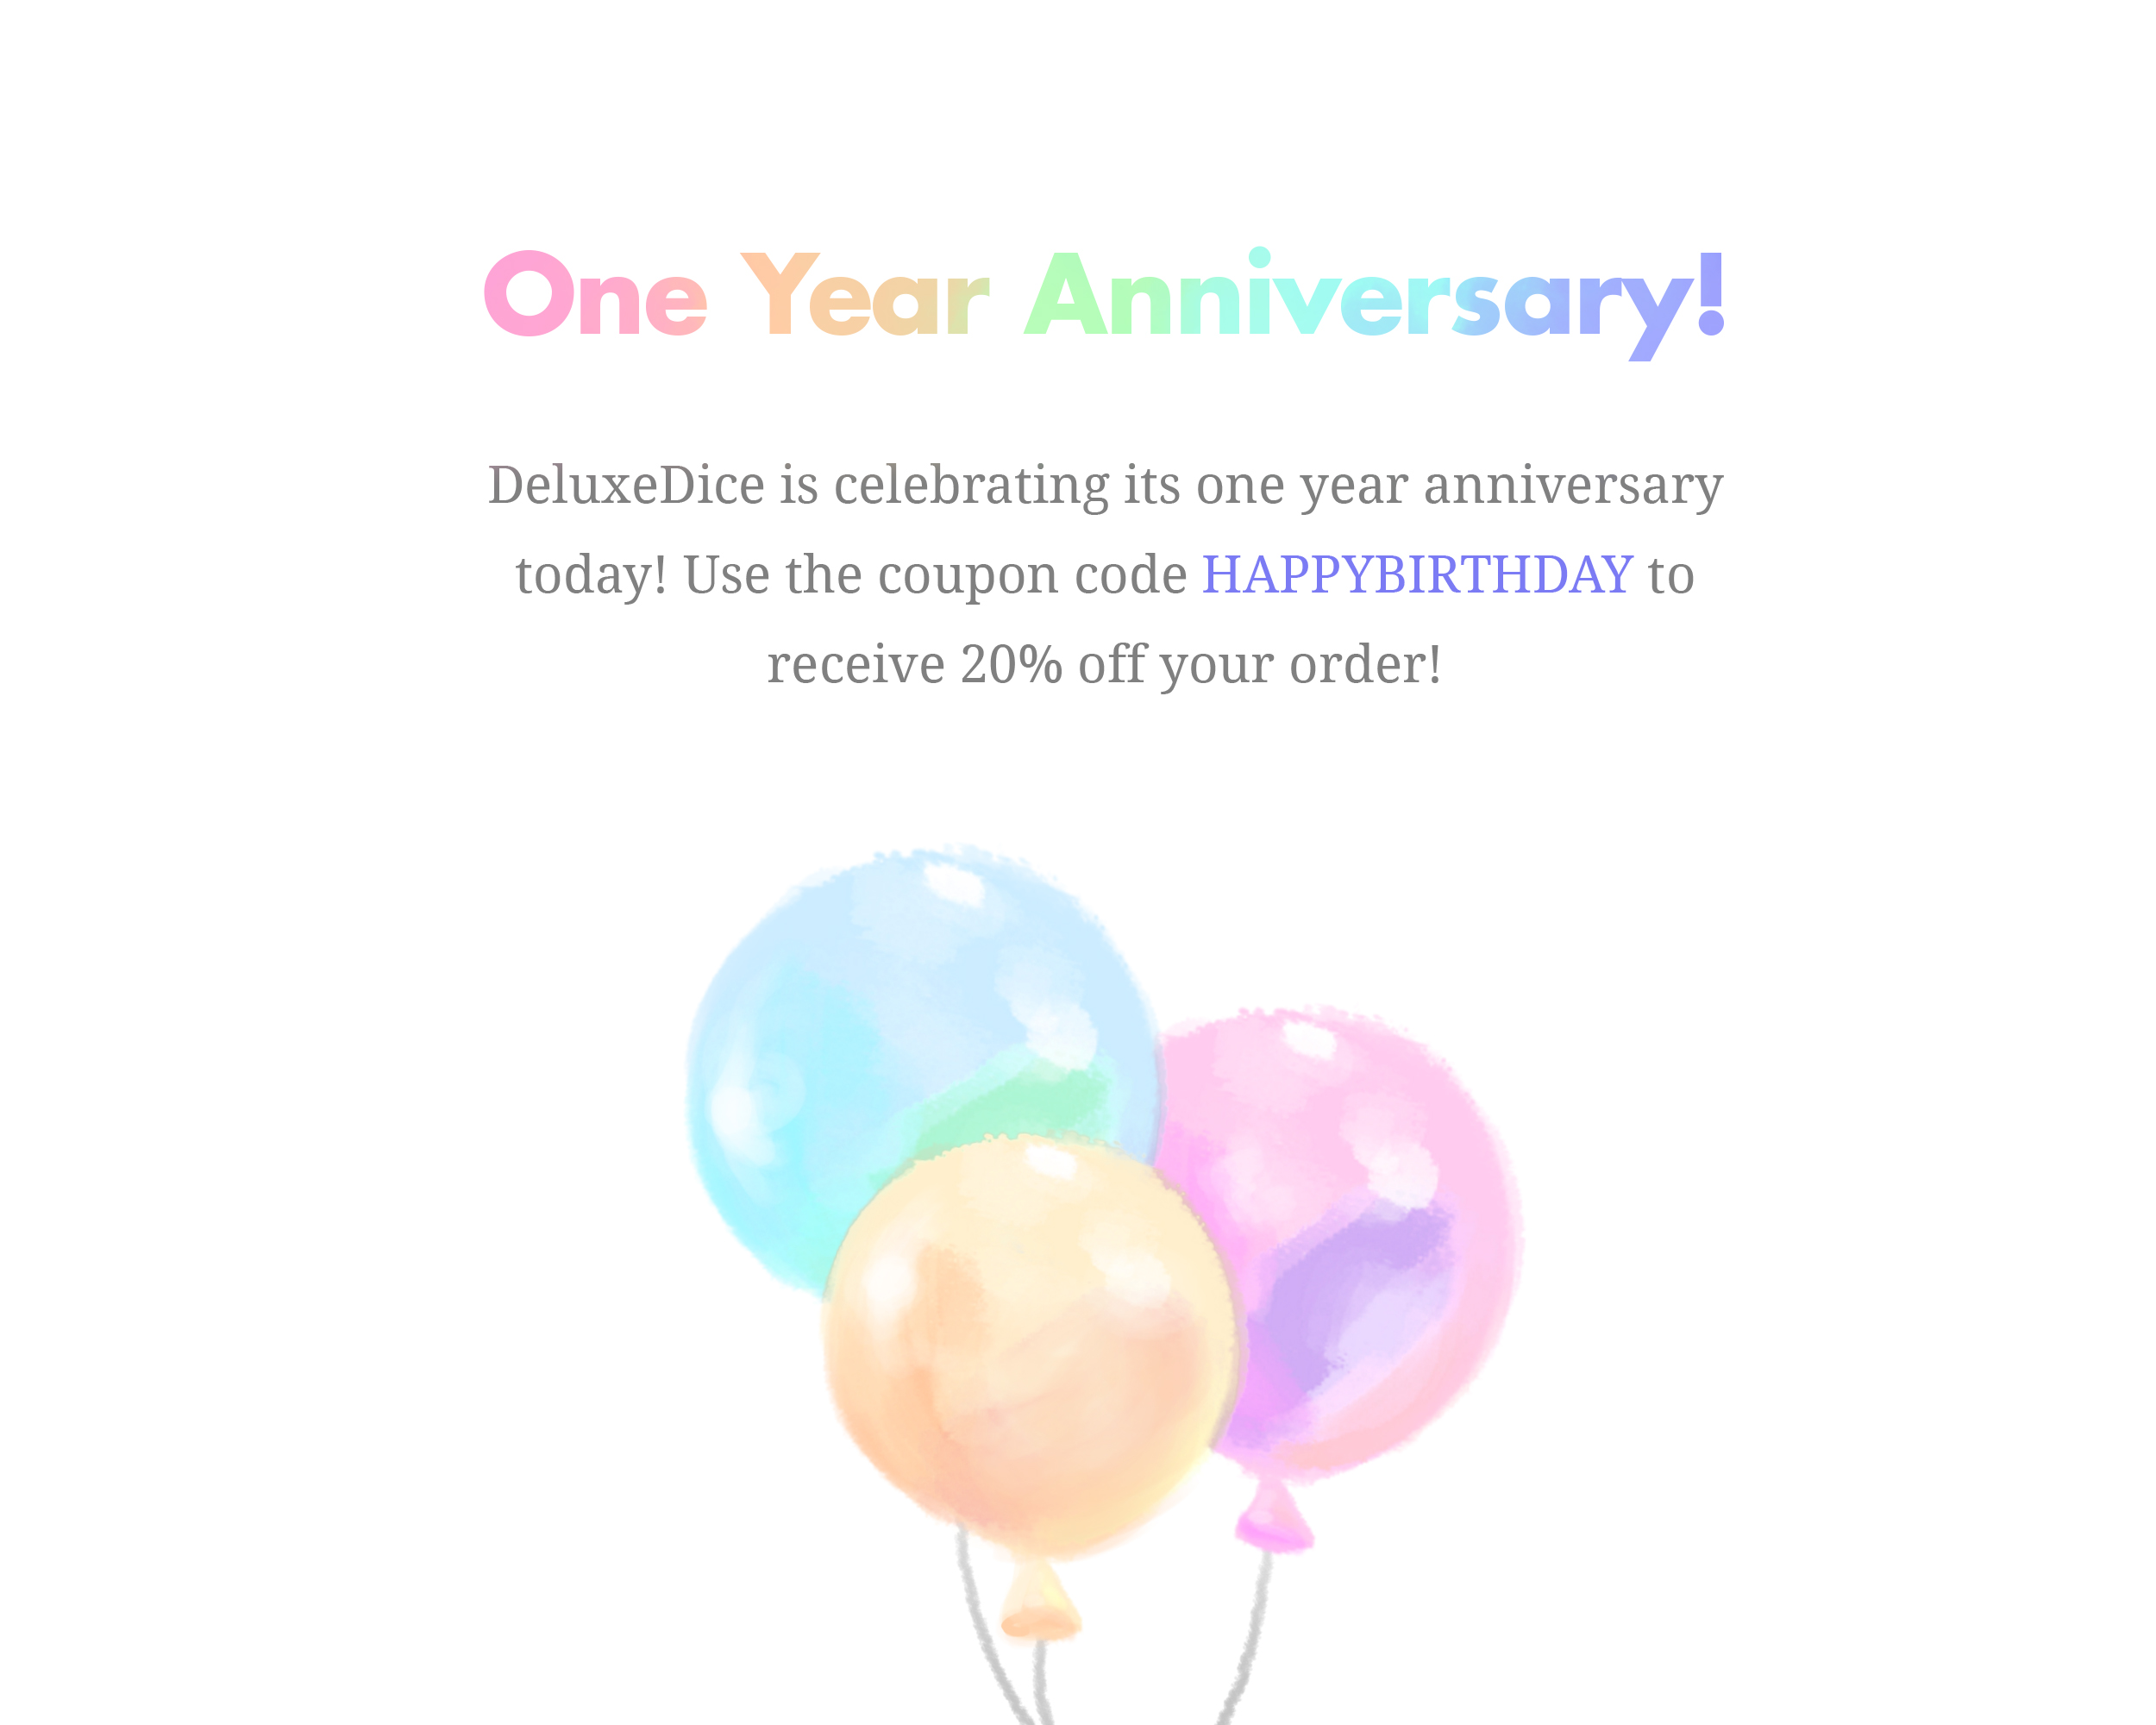 One Year Anniversary!
DeluxeDice is celebrating its one year anniversary
today! Use the coupon code HAPPYBIRTHDAY to
receive 20% off your order!